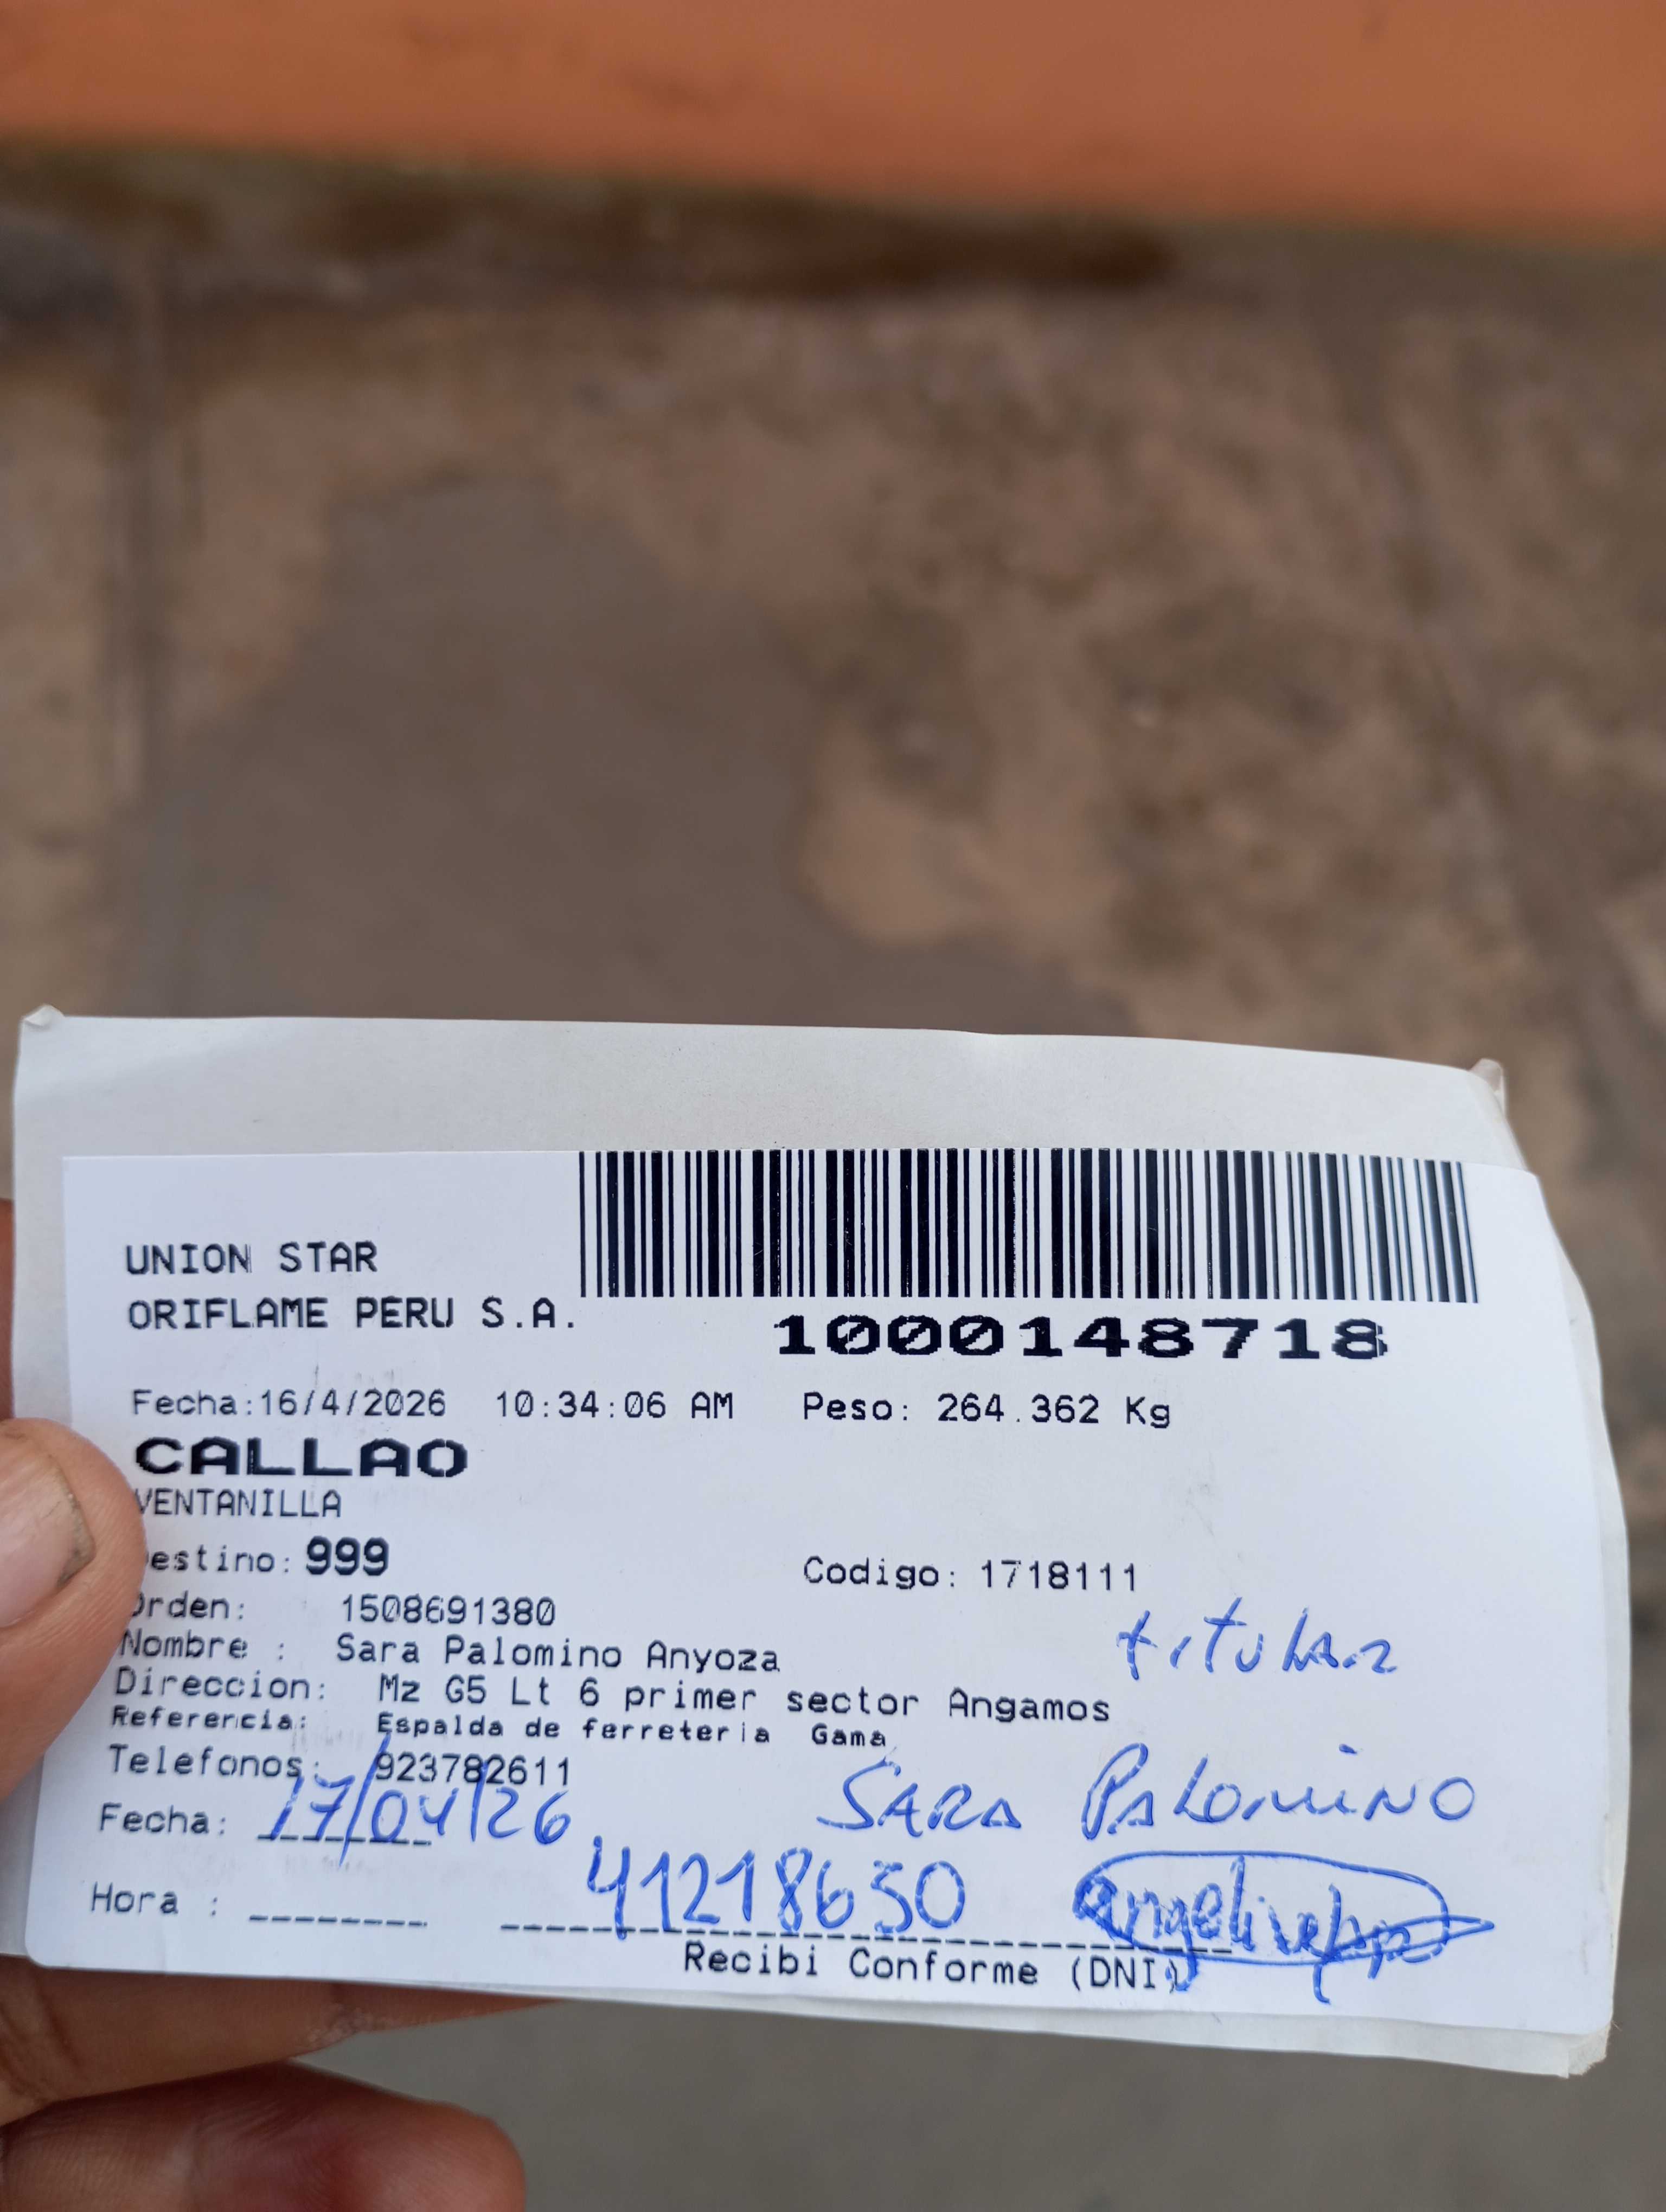 UNION STAR
ORIFLAME PERU S.A.
1000148718
Fecha:16/4/2026 10:34:06 AM Peso: 264.362 Kg
CALLAO
VENTANILLA
estino: 999 Codigo: 1718111
Orden: 1508691380
titular
Nombre : Sara Palomino Anyoza
Direccion: Mz G5 Lt 6 primer sector Angamos
Referencia: Espalda de ferreteria Gama
Telefonos: 923782611
SARA PALOMINO
Fecha: 17/04/26
41218650
Hora :
Recibi Conforme (DNI)